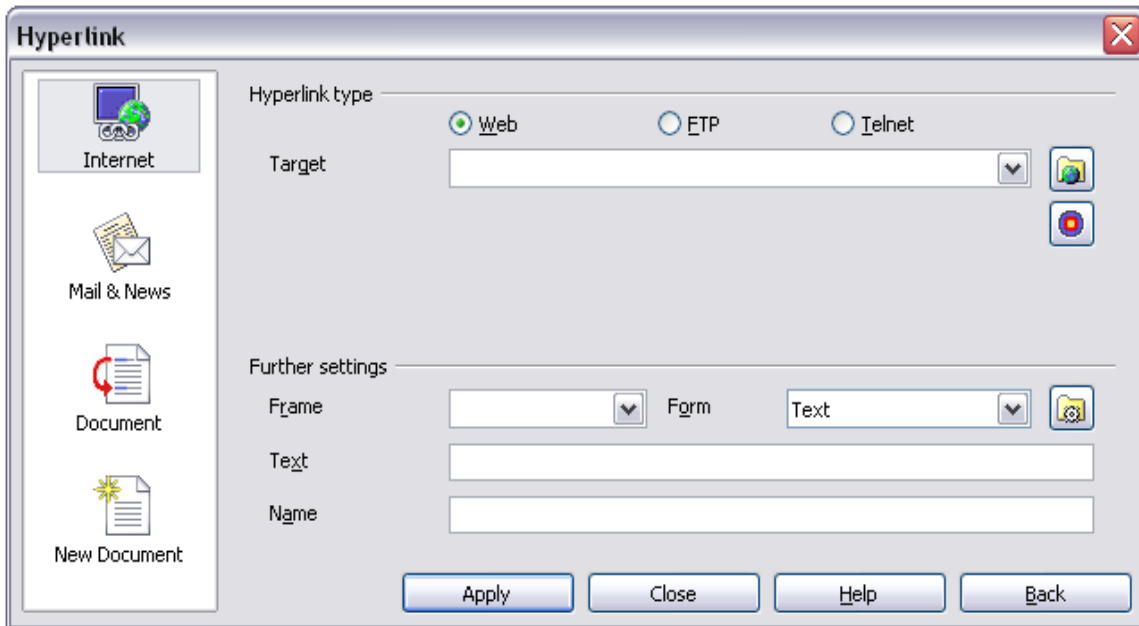 Hyperlink
Internet
Mail & News
Document
New Document
Hyperlink type
Web FTP Telnet
Target
Further settings
Frame Form Text
Text
Name
Apply Close Help Back